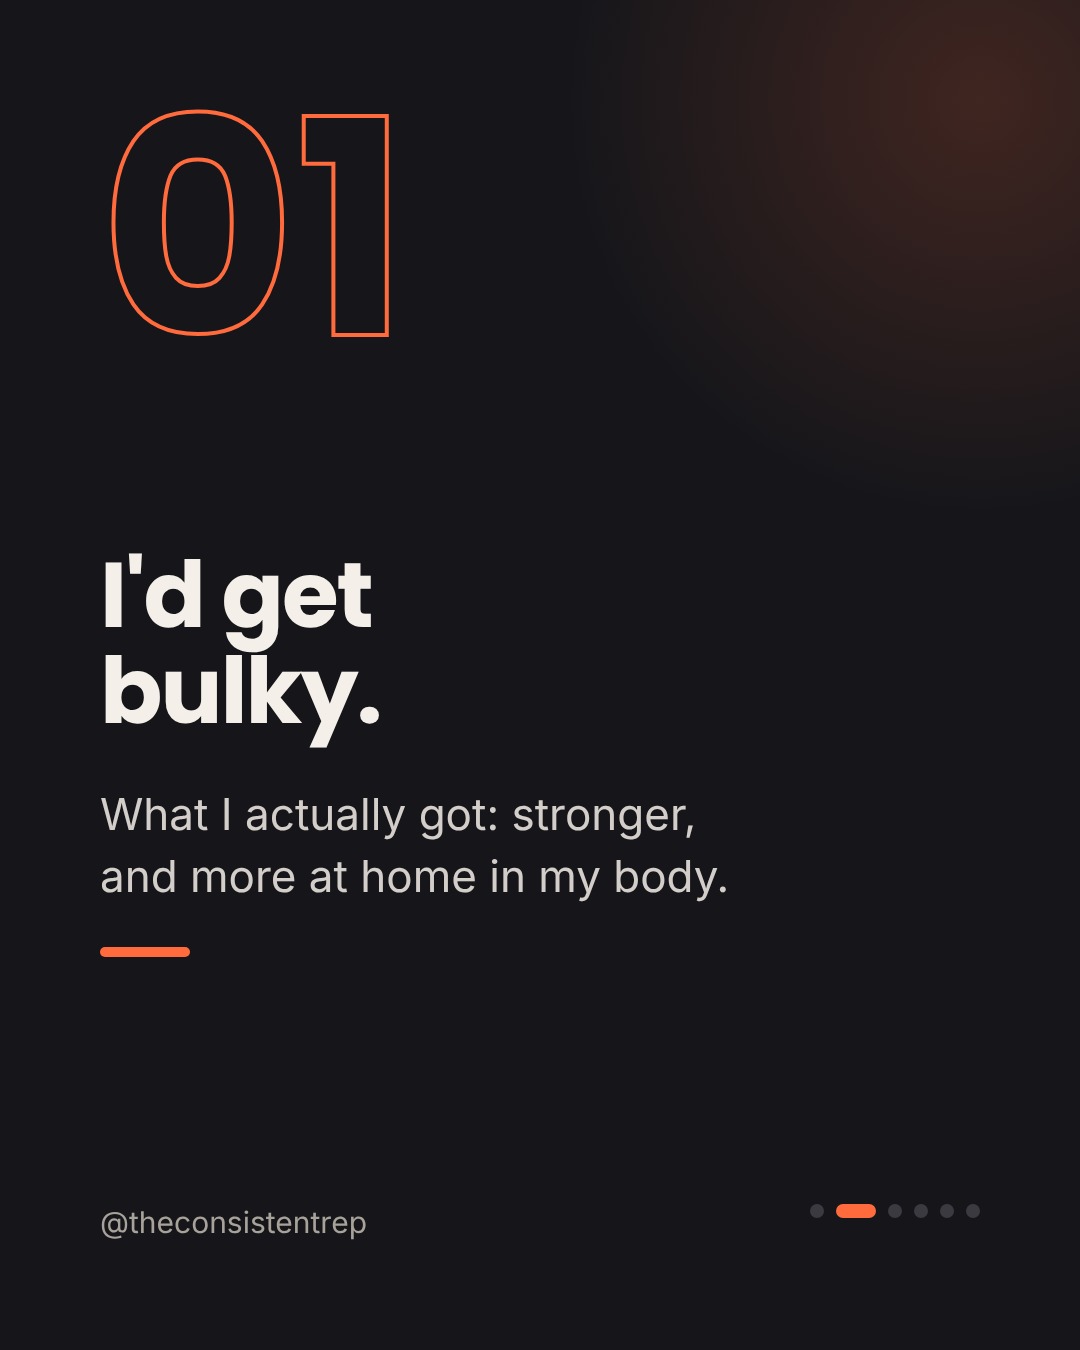 01
I'd get
bulky.
What I actually got: stronger,
and more at home in my body.
@theconsistentrep